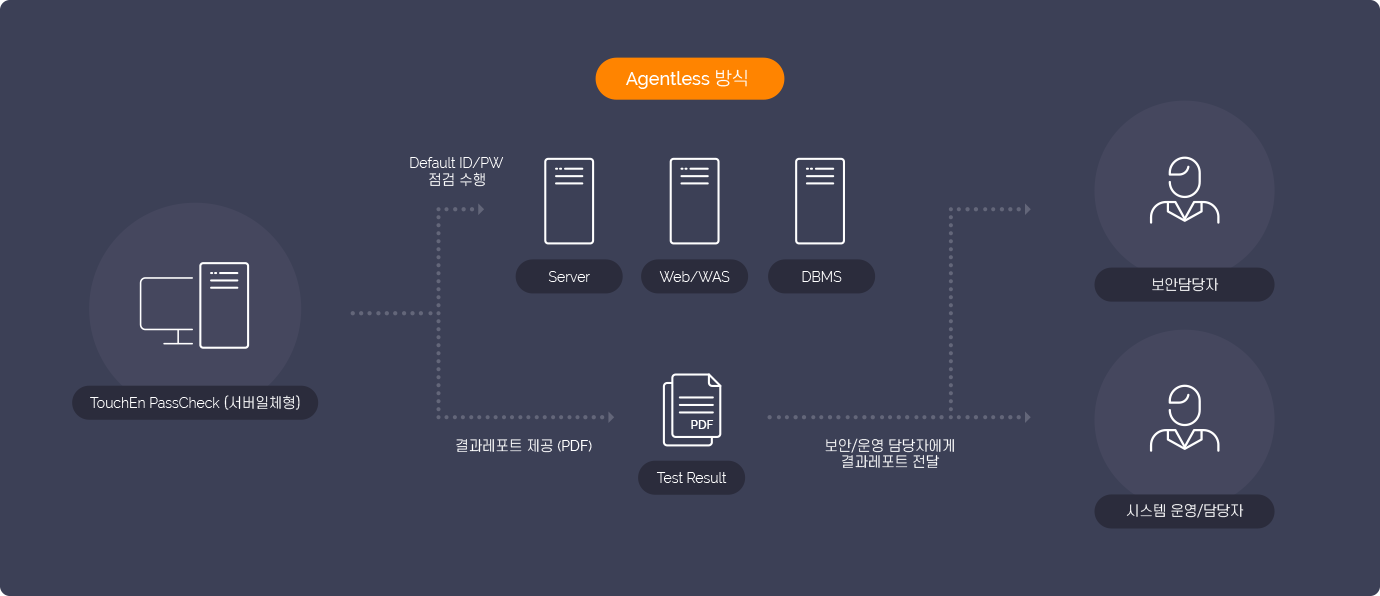 Agentless 방식
Default ID/PW
점검 수행
Server
Web/WAS
DBMS
보안담당자
TouchEn PassCheck (서버일체형)
결과레포트 제공 (PDF)
PDF
Test Result
보안/운영 담당자에게
결과레포트 전달
시스템 운영/담당자